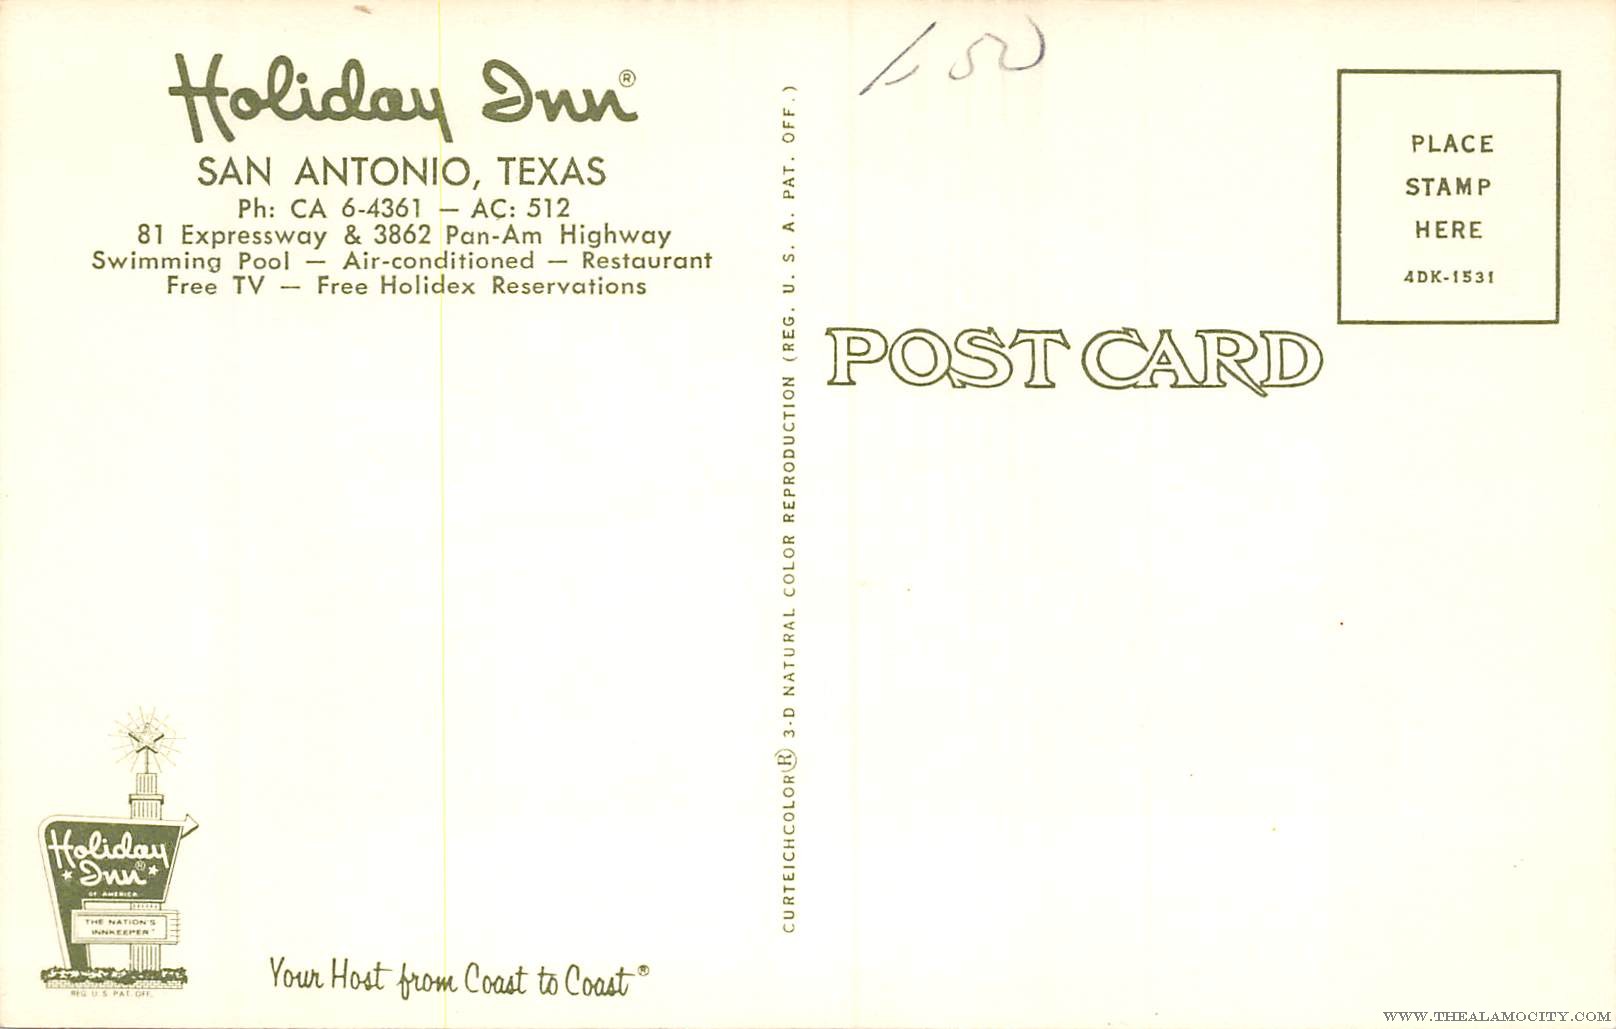 Holiday Inn®
SAN ANTONIO, TEXAS
Ph: CA 6-4361 — AC: 512
81 Expressway & 3862 Pan-Am Highway
Swimming Pool — Air-conditioned — Restaurant
Free TV — Free Holidex Reservations
Holiday
Inn®
OF AMERICA
THE NATION'S
INNKEEPER
REG. U.S. PAT. OFF.
Your Host from Coast to Coast®
CURTEICHCOLOR® 3-D NATURAL COLOR REPRODUCTION (REG. U. S. A. PAT. OFF.)
PLACE
STAMP
HERE
4DK-1531
POST CARD
WWW.THEALAMOCITY.COM